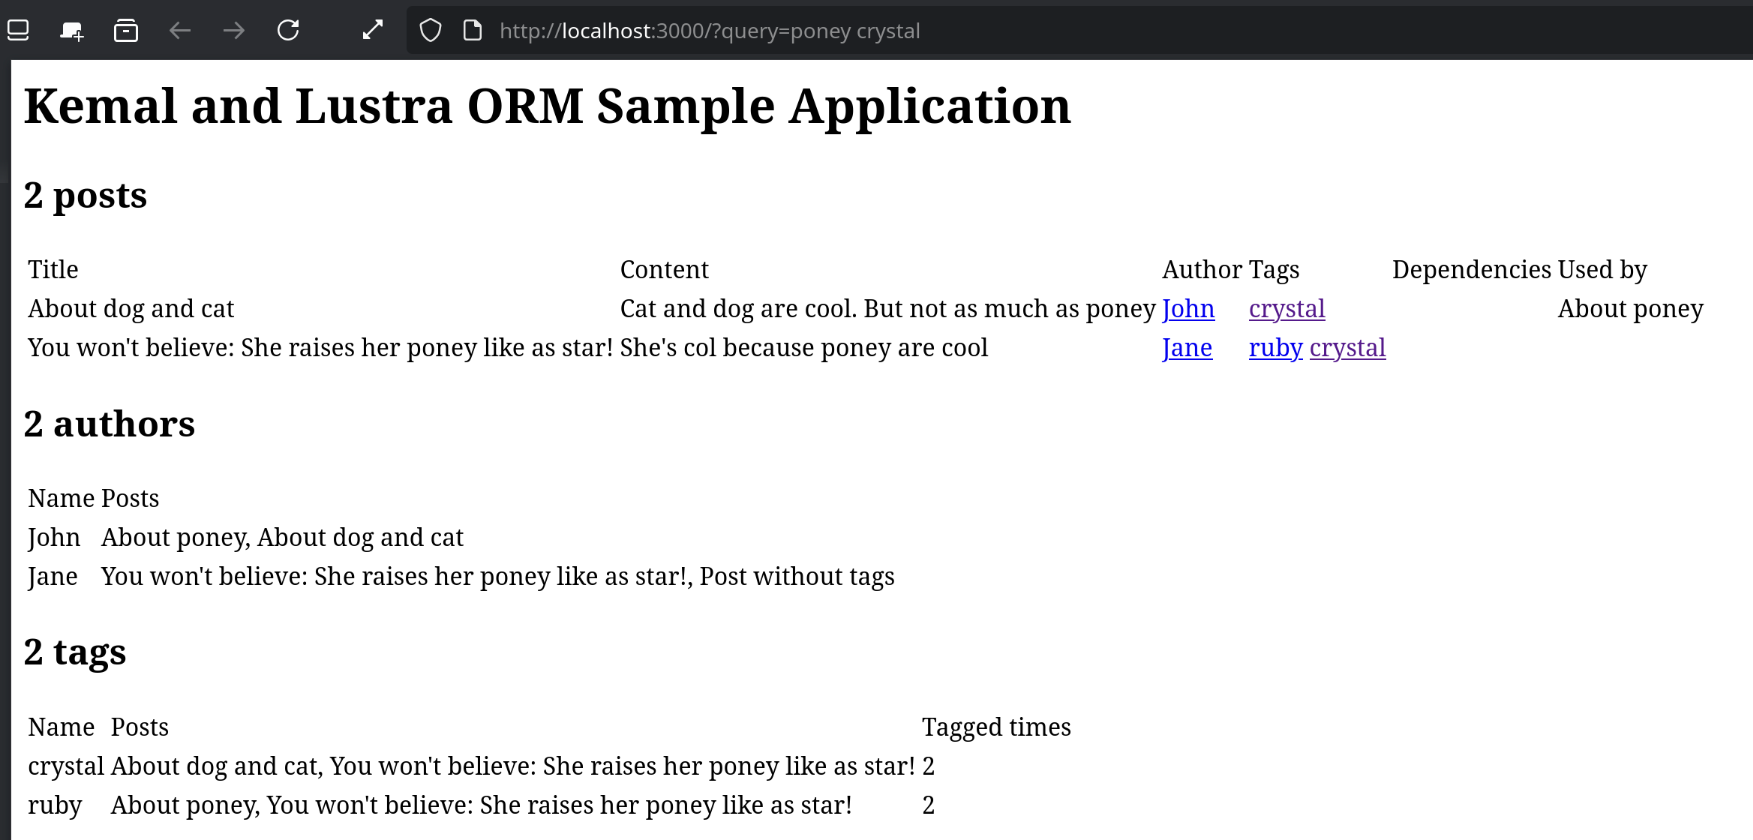 http://localhost:3000/?query=poney crystal
Kemal and Lustra ORM Sample Application
2 posts
Title Content Author Tags Dependencies Used by
About dog and cat Cat and dog are cool. But not as much as poney John crystal About poney
You won't believe: She raises her poney like as star! She's col because poney are cool Jane ruby crystal
2 authors
Name Posts
John About poney, About dog and cat
Jane You won't believe: She raises her poney like as star!, Post without tags
2 tags
Name Posts Tagged times
crystal About dog and cat, You won't believe: She raises her poney like as star! 2
ruby About poney, You won't believe: She raises her poney like as star! 2